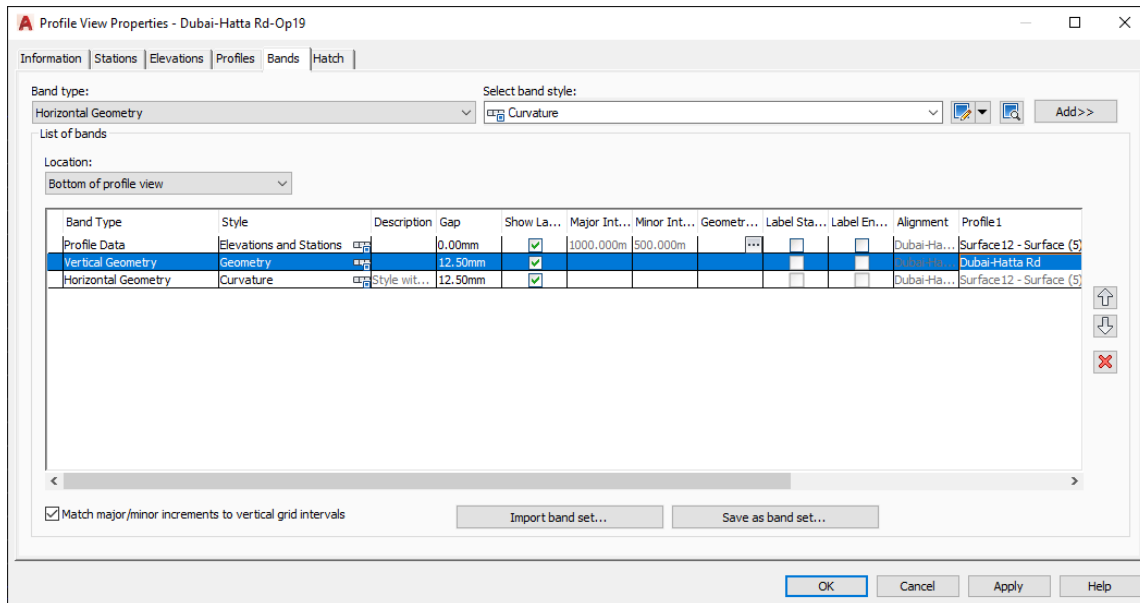 Profile View Properties - Dubai-Hatta Rd-Op19
Information Stations Elevations Profiles Bands Hatch
Band type: Select band style:
Horizontal Geometry Curvature Add>>
List of bands
Location:
Bottom of profile view
Band Type Style Description Gap Show La... Major Int... Minor Int... Geometr... Label Sta... Label En... Alignment Profile1
Profile Data Elevations and Stations 0.00mm 1000.000m 500.000m ... Dubai-Ha... Surface12 - Surface (5)
Vertical Geometry Geometry 12.50mm Dubai-Ha... Dubai-Hatta Rd
Horizontal Geometry Curvature Style wit... 12.50mm Dubai-Ha... Surface12 - Surface (5)
Match major/minor increments to vertical grid intervals
Import band set... Save as band set...
OK Cancel Apply Help